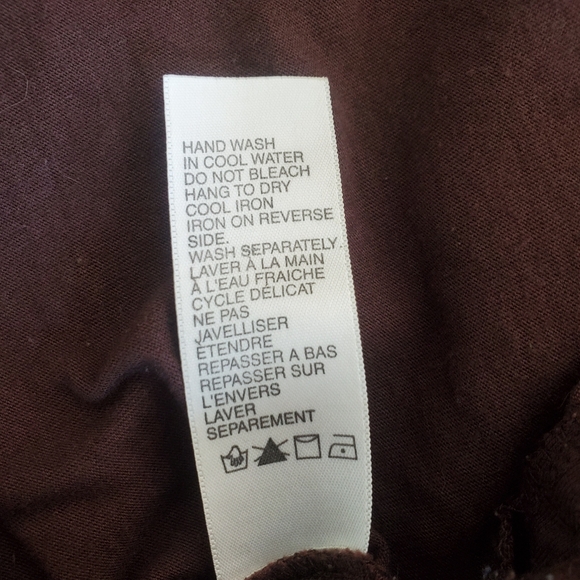 HAND WASH
IN COOL WATER
DO NOT BLEACH
HANG TO DRY
COOL IRON
IRON ON REVERSE
SIDE.
WASH SEPARATELY.
LAVER À LA MAIN
À L'EAU FRAICHE
CYCLE DÉLICAT
NE PAS
JAVELLISER
ÉTENDRE
REPASSER A BAS
REPASSER SUR
L'ENVERS
LAVER
SEPAREMENT